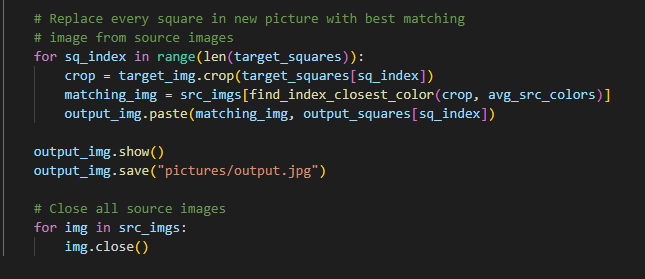 # Replace every square in new picture with best matching
# image from source images
for sq_index in range(len(target_squares)):
    crop = target_img.crop(target_squares[sq_index])
    matching_img = src_imgs[find_index_closest_color(crop, avg_src_colors)]
    output_img.paste(matching_img, output_squares[sq_index])

output_img.show()
output_img.save("pictures/output.jpg")

# Close all source images
for img in src_imgs:
    img.close()